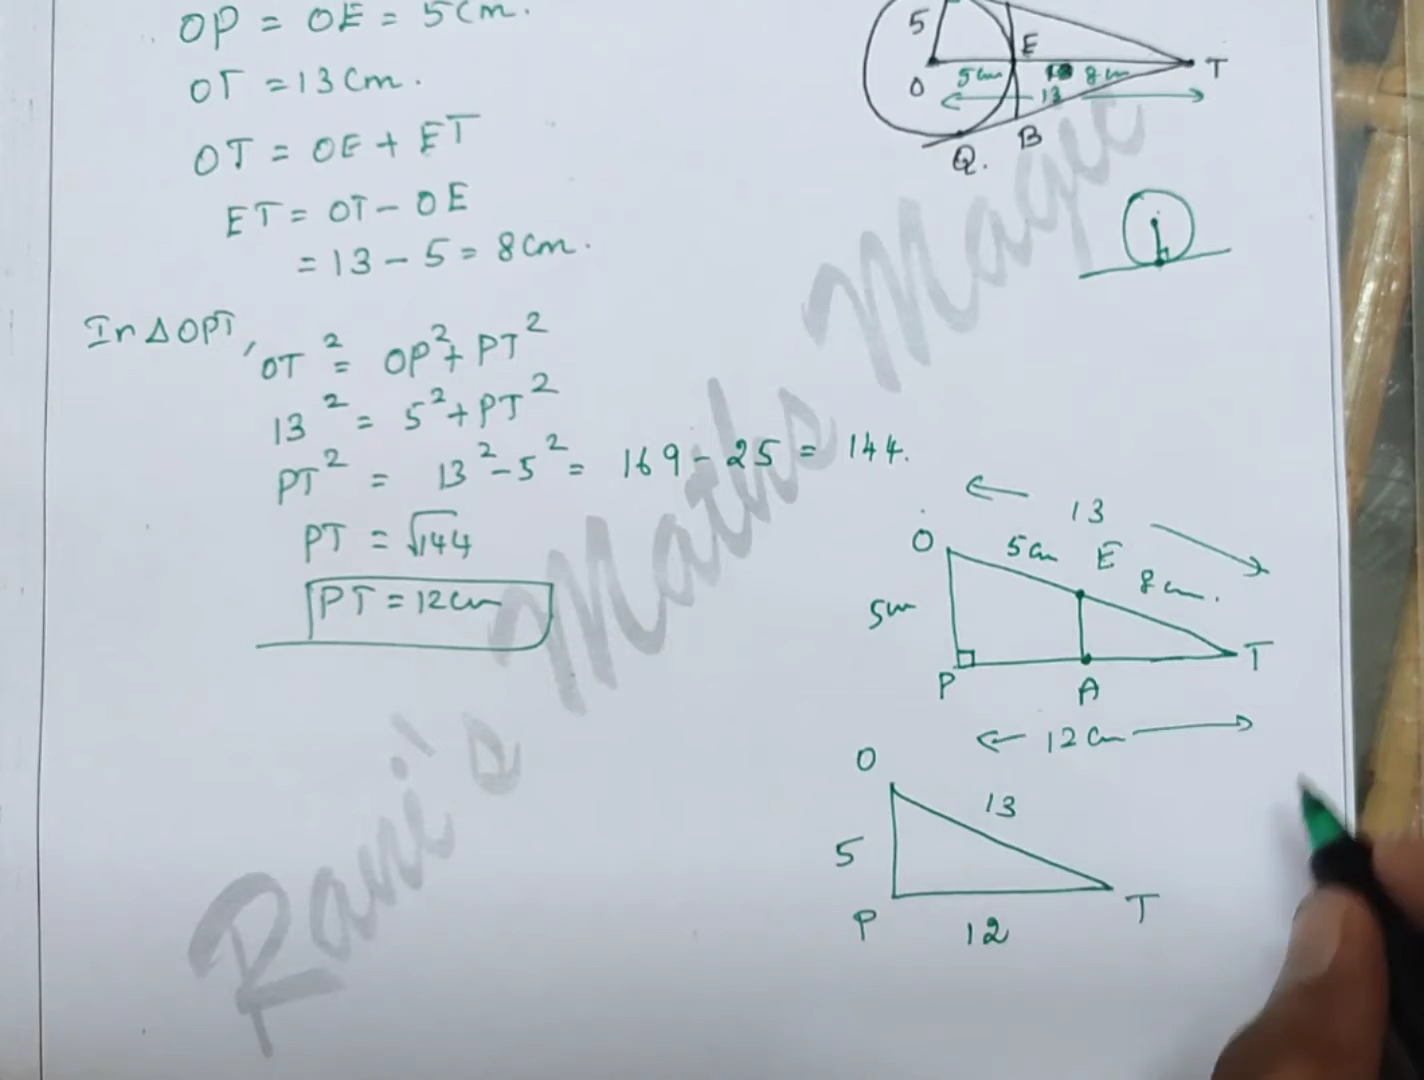 OP = OE = 5cm.
OT = 13cm.
OT = OE + ET
ET = OT - OE
= 13 - 5 = 8cm.
In Δ OPT,
OT² = OP² + PT²
13² = 5² + PT²
PT² = 13² - 5² = 169 - 25 = 144.
PT = √144
PT = 12cm
5
E
O
5cm
8cm
T
13
Q.
B
13
O
5cm
E
8cm.
5cm
P
A
T
12cm
O
13
5
P
12
T
Rani's Maths Magic